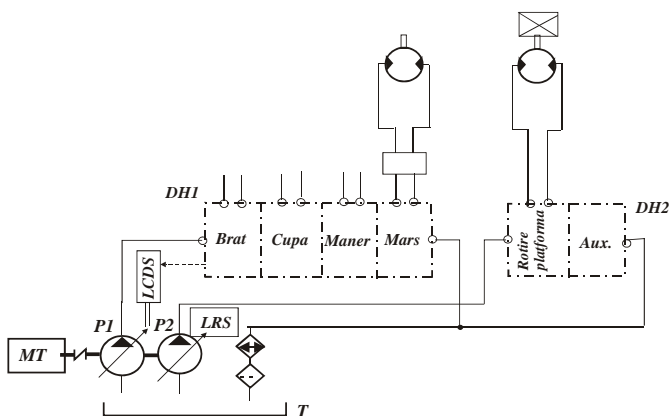 DH1
DH2
Brat
Cupa
Maner
Mars
Rotire
platforma
Aux.
LCDS
P1
P2
LRS
MT
T